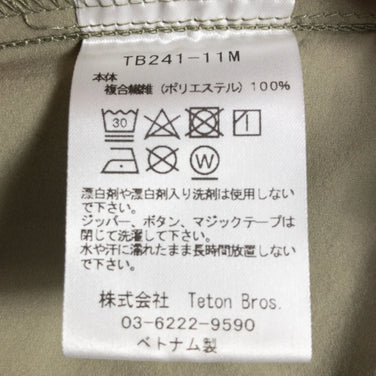 TB241-11M
本体
複合繊維 (ポリエステル) 100%
30
W
漂白剤や漂白剤入り洗剤は使用しない
で下さい。
ジッパー、ボタン、マジックテープは
閉じて洗濯して下さい。
水や汗に濡れたまま長時間放置しない
で下さい。
株式会社 Teton Bros.
03-6222-9590
ベトナム製